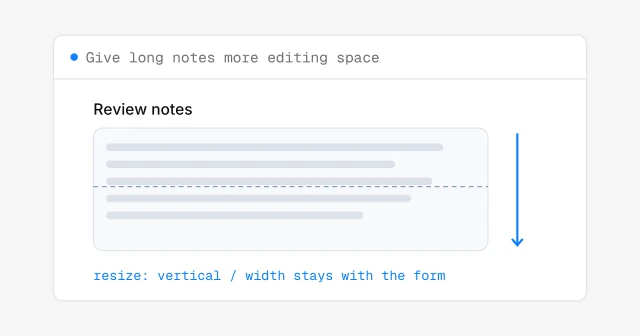 Give long notes more editing space
Review notes
resize: vertical / width stays with the form